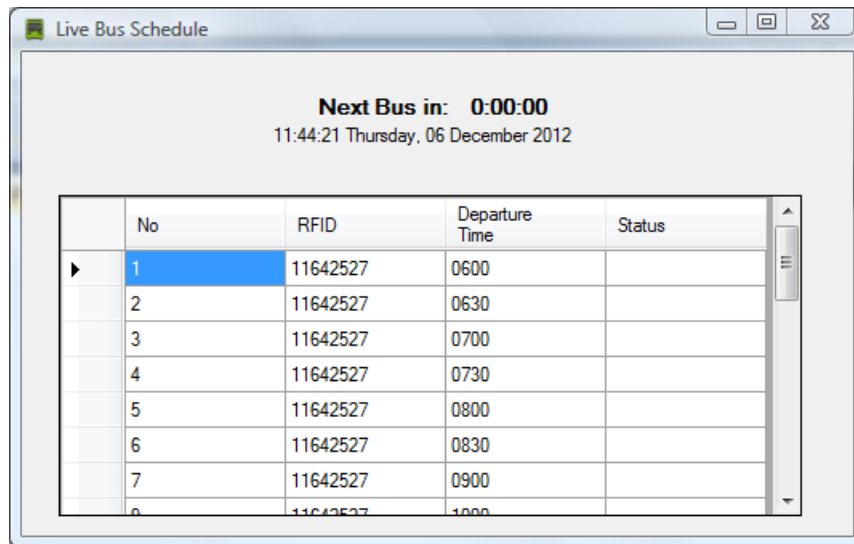 Live Bus Schedule
Next Bus in: 0:00:00
11:44:21 Thursday, 06 December 2012
No RFID Departure Time Status
1 11642527 0600
2 11642527 0630
3 11642527 0700
4 11642527 0730
5 11642527 0800
6 11642527 0830
7 11642527 0900